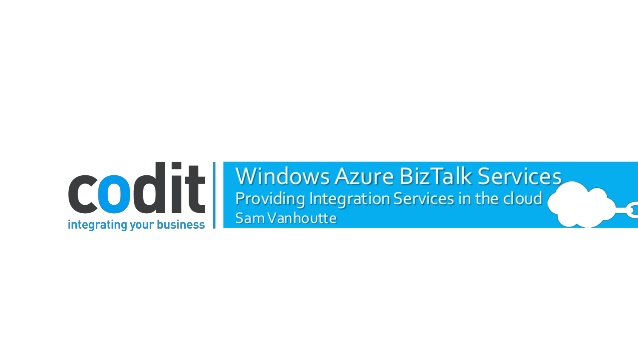 codit
integrating your business
Windows Azure BizTalk Services
Providing Integration Services in the cloud
Sam Vanhoutte